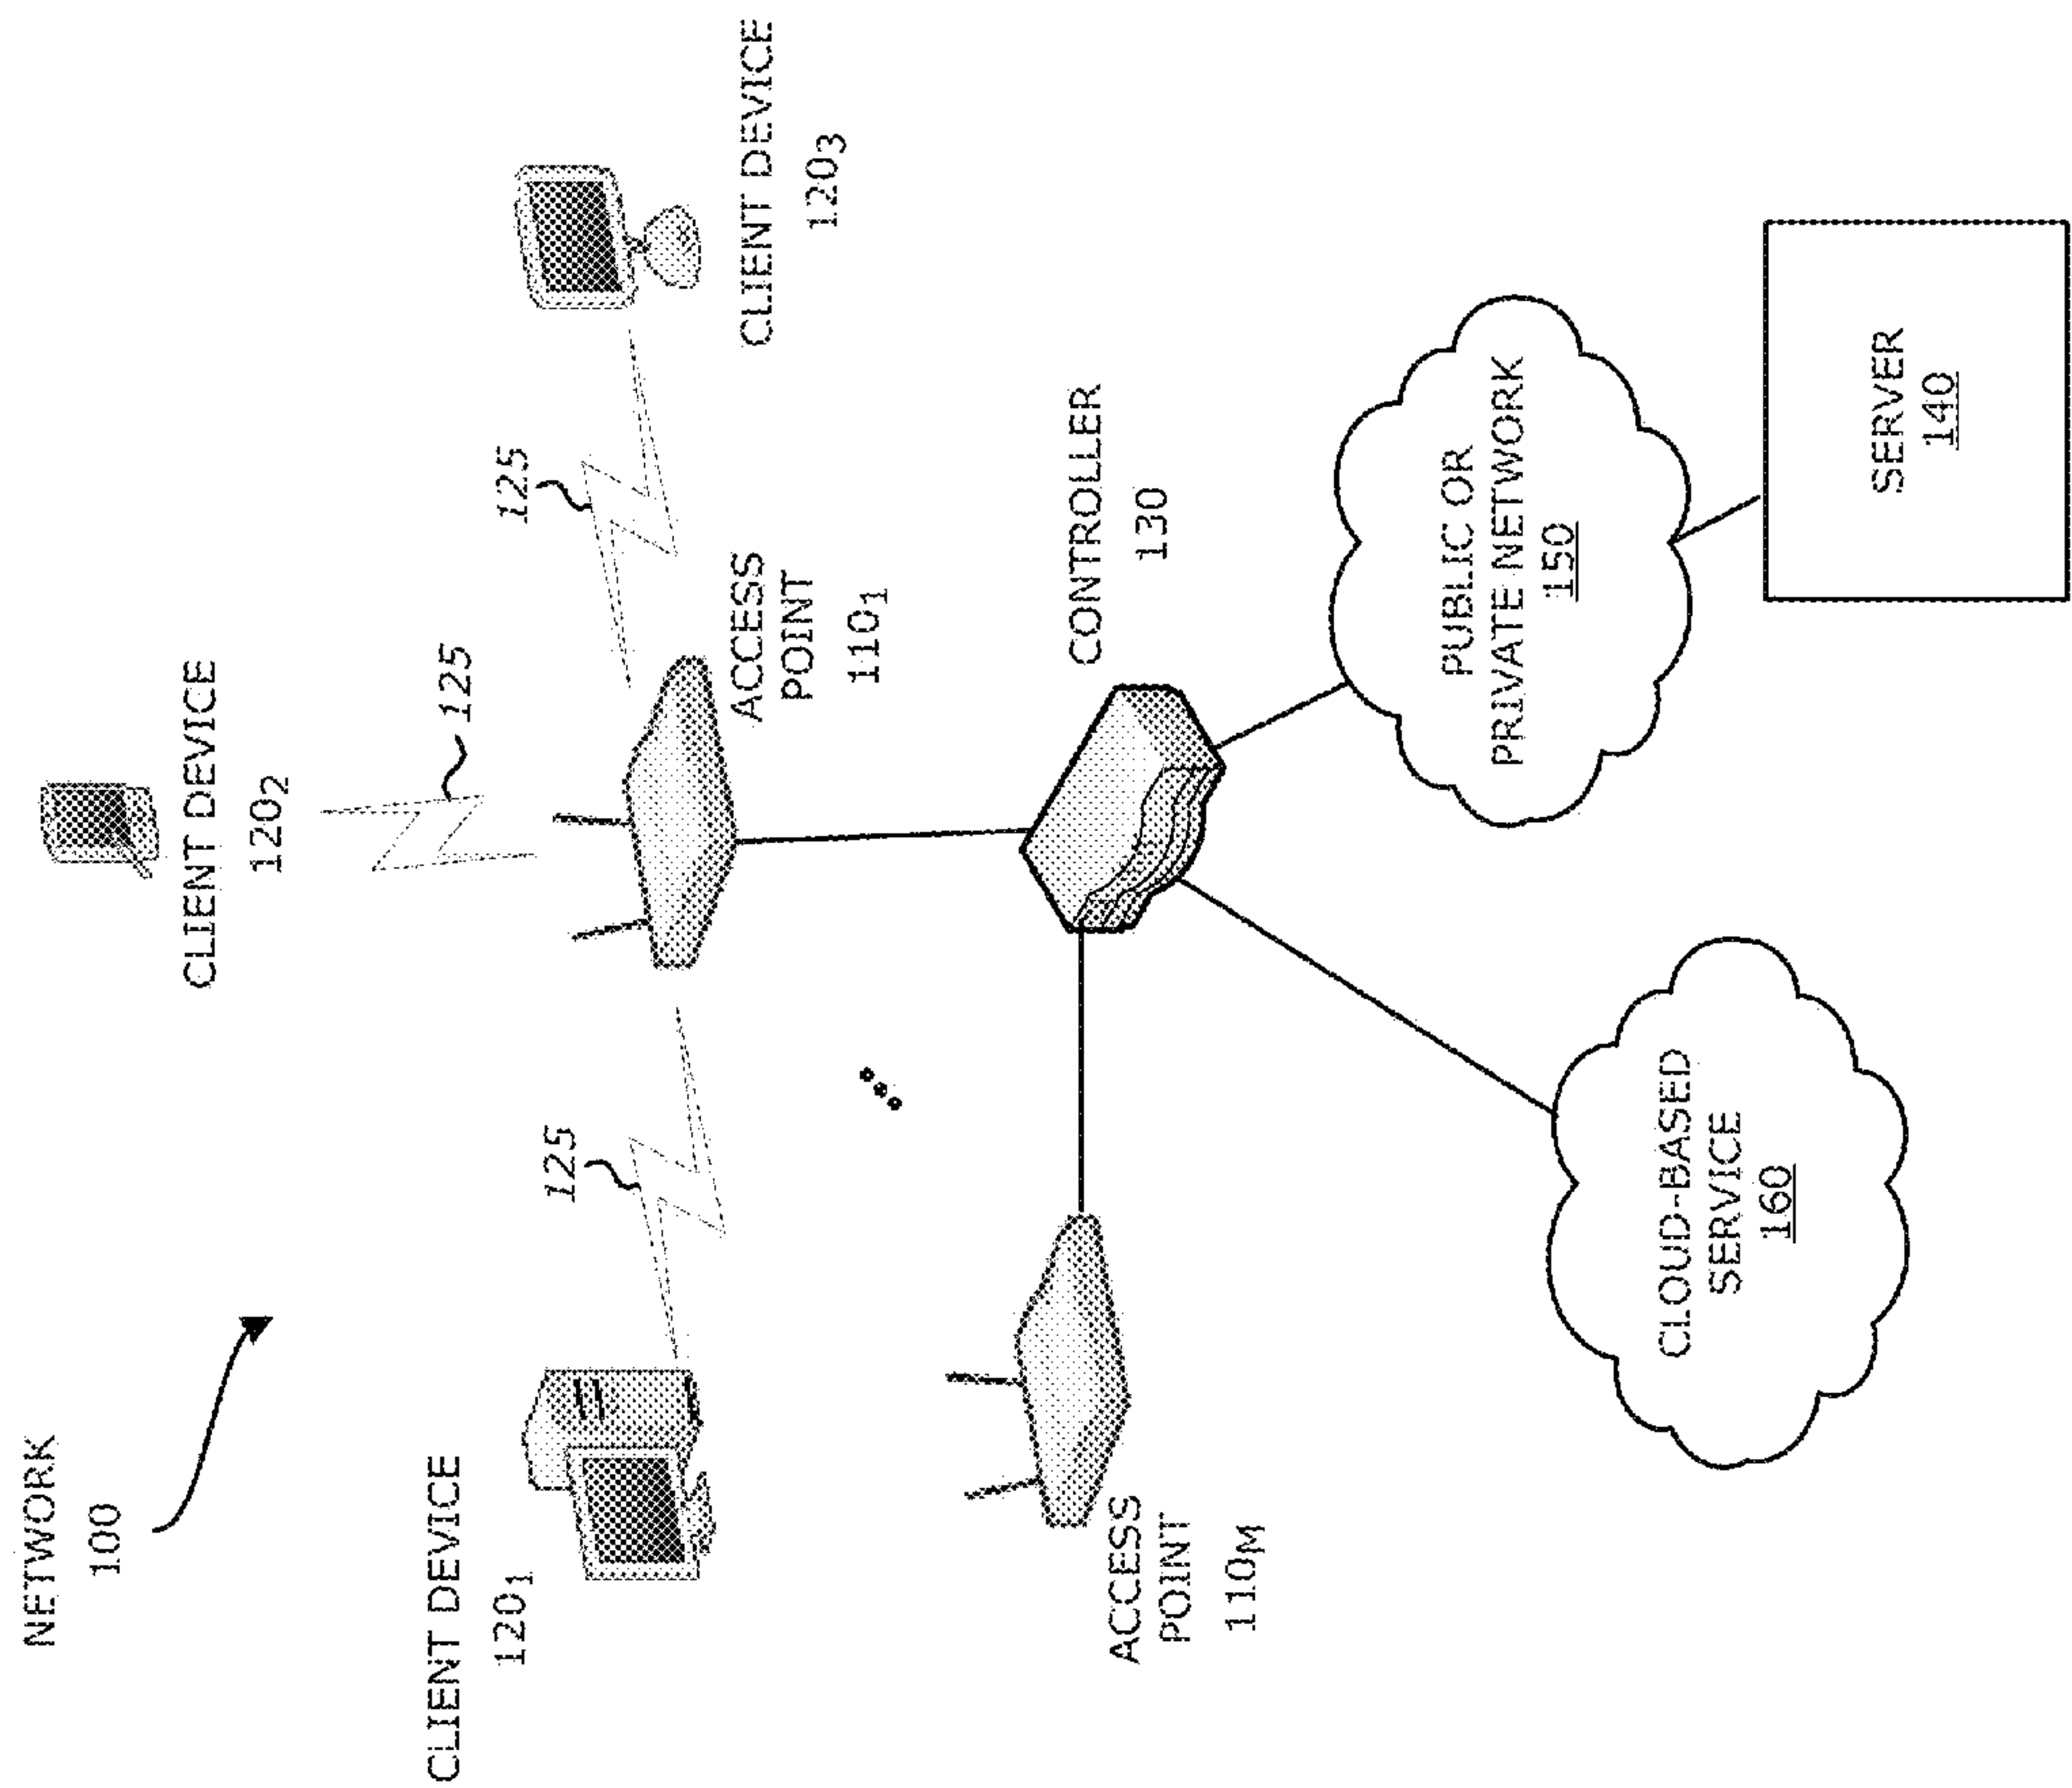 NETWORK
100
CLIENT DEVICE
120₂
125
CLIENT DEVICE
120₁
125
125
CLIENT DEVICE
120₃
ACCESS
POINT
110₁
ACCESS
POINT
110M
CONTROLLER
130
PUBLIC OR
PRIVATE NETWORK
150
CLOUD-BASED
SERVICE
160
SERVER
140